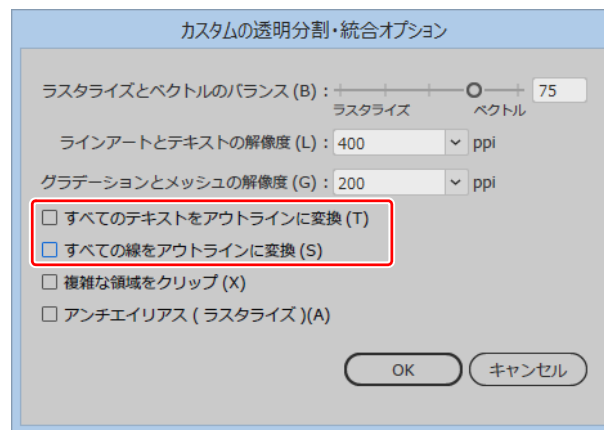 カスタムの透明分割・統合オプション
ラスタライズとベクトルのバランス (B) : 75
ラスタライズ ベクトル
ラインアートとテキストの解像度 (L) : 400 ppi
グラデーションとメッシュの解像度 (G) : 200 ppi
すべてのテキストをアウトラインに変換 (T)
すべての線をアウトラインに変換 (S)
複雑な領域をクリップ (X)
アンチエイリアス ( ラスタライズ )(A)
OK キャンセル